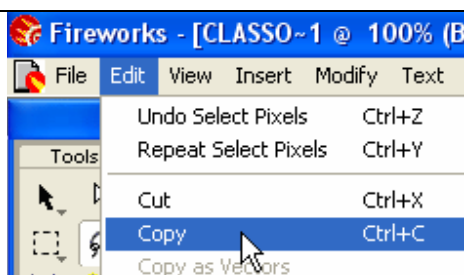 Fireworks - [CLASSO~1 @ 100% (B
File Edit View Insert Modify Text
Undo Select Pixels Ctrl+Z
Repeat Select Pixels Ctrl+Y
Tools
Cut Ctrl+X
Copy Ctrl+C
Copy as Vectors